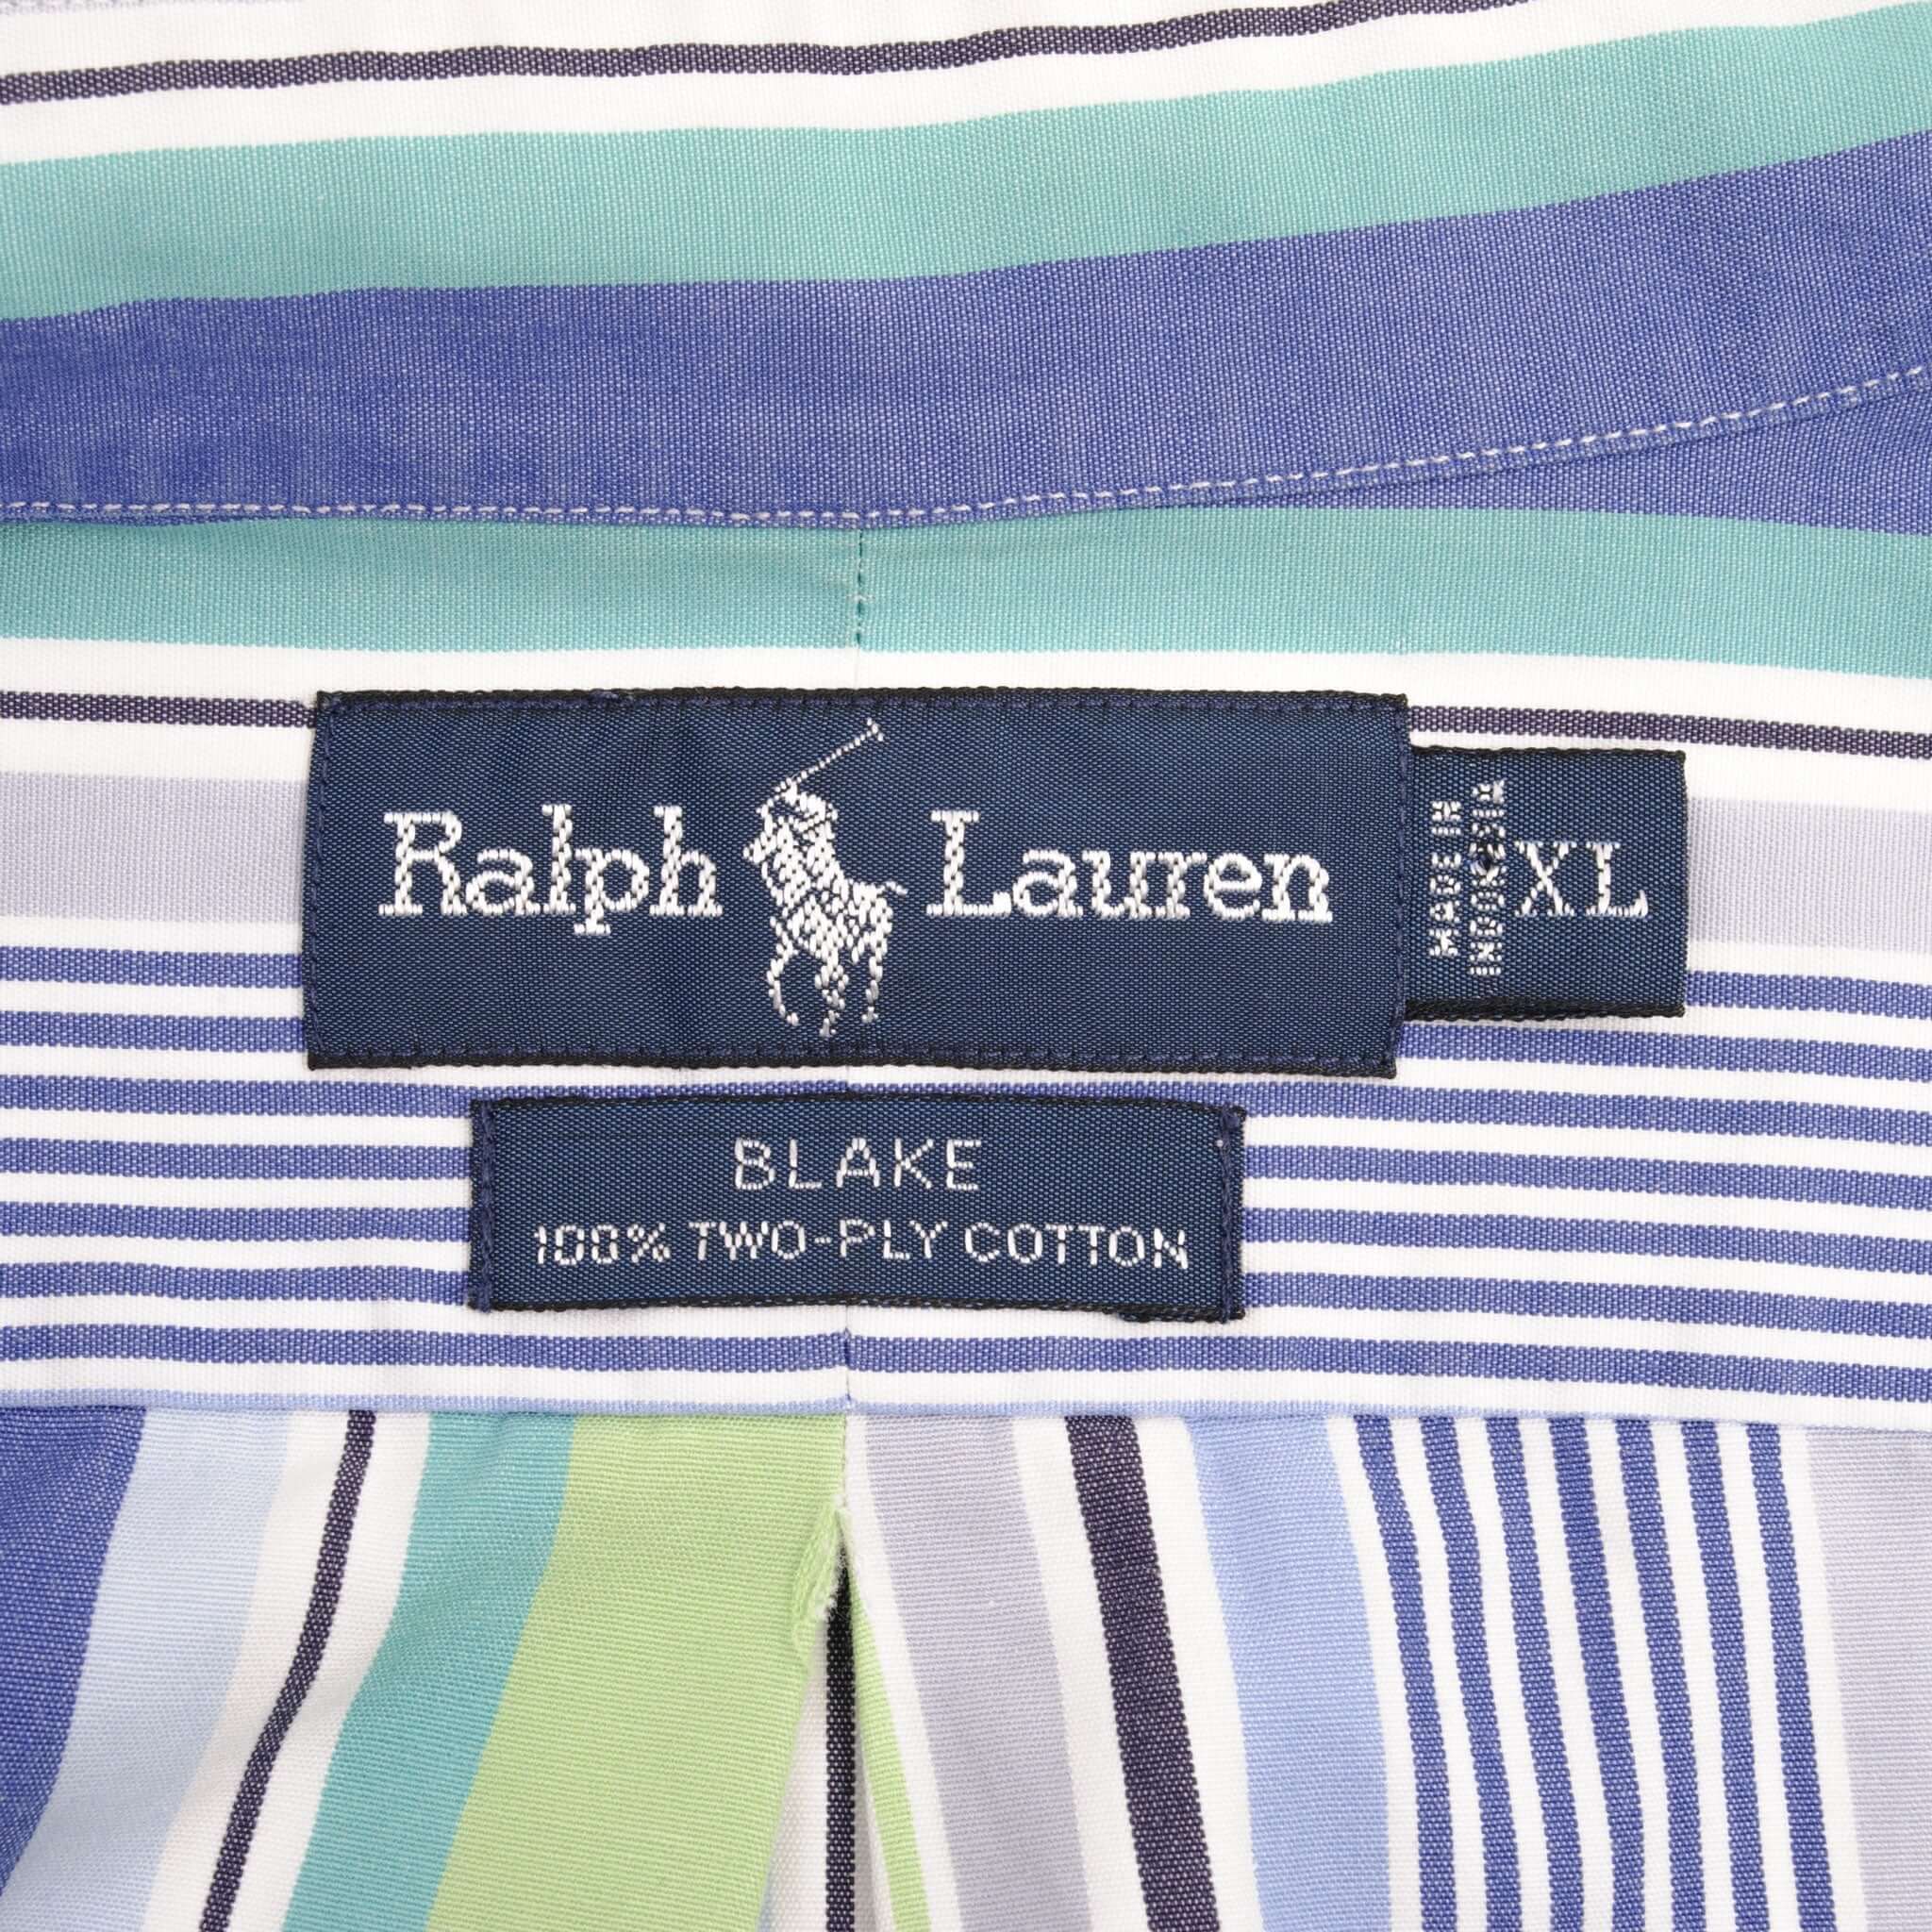 Ralph Lauren
MADE IN
INDONESIA
XL
BLAKE
100% TWO-PLY COTTON